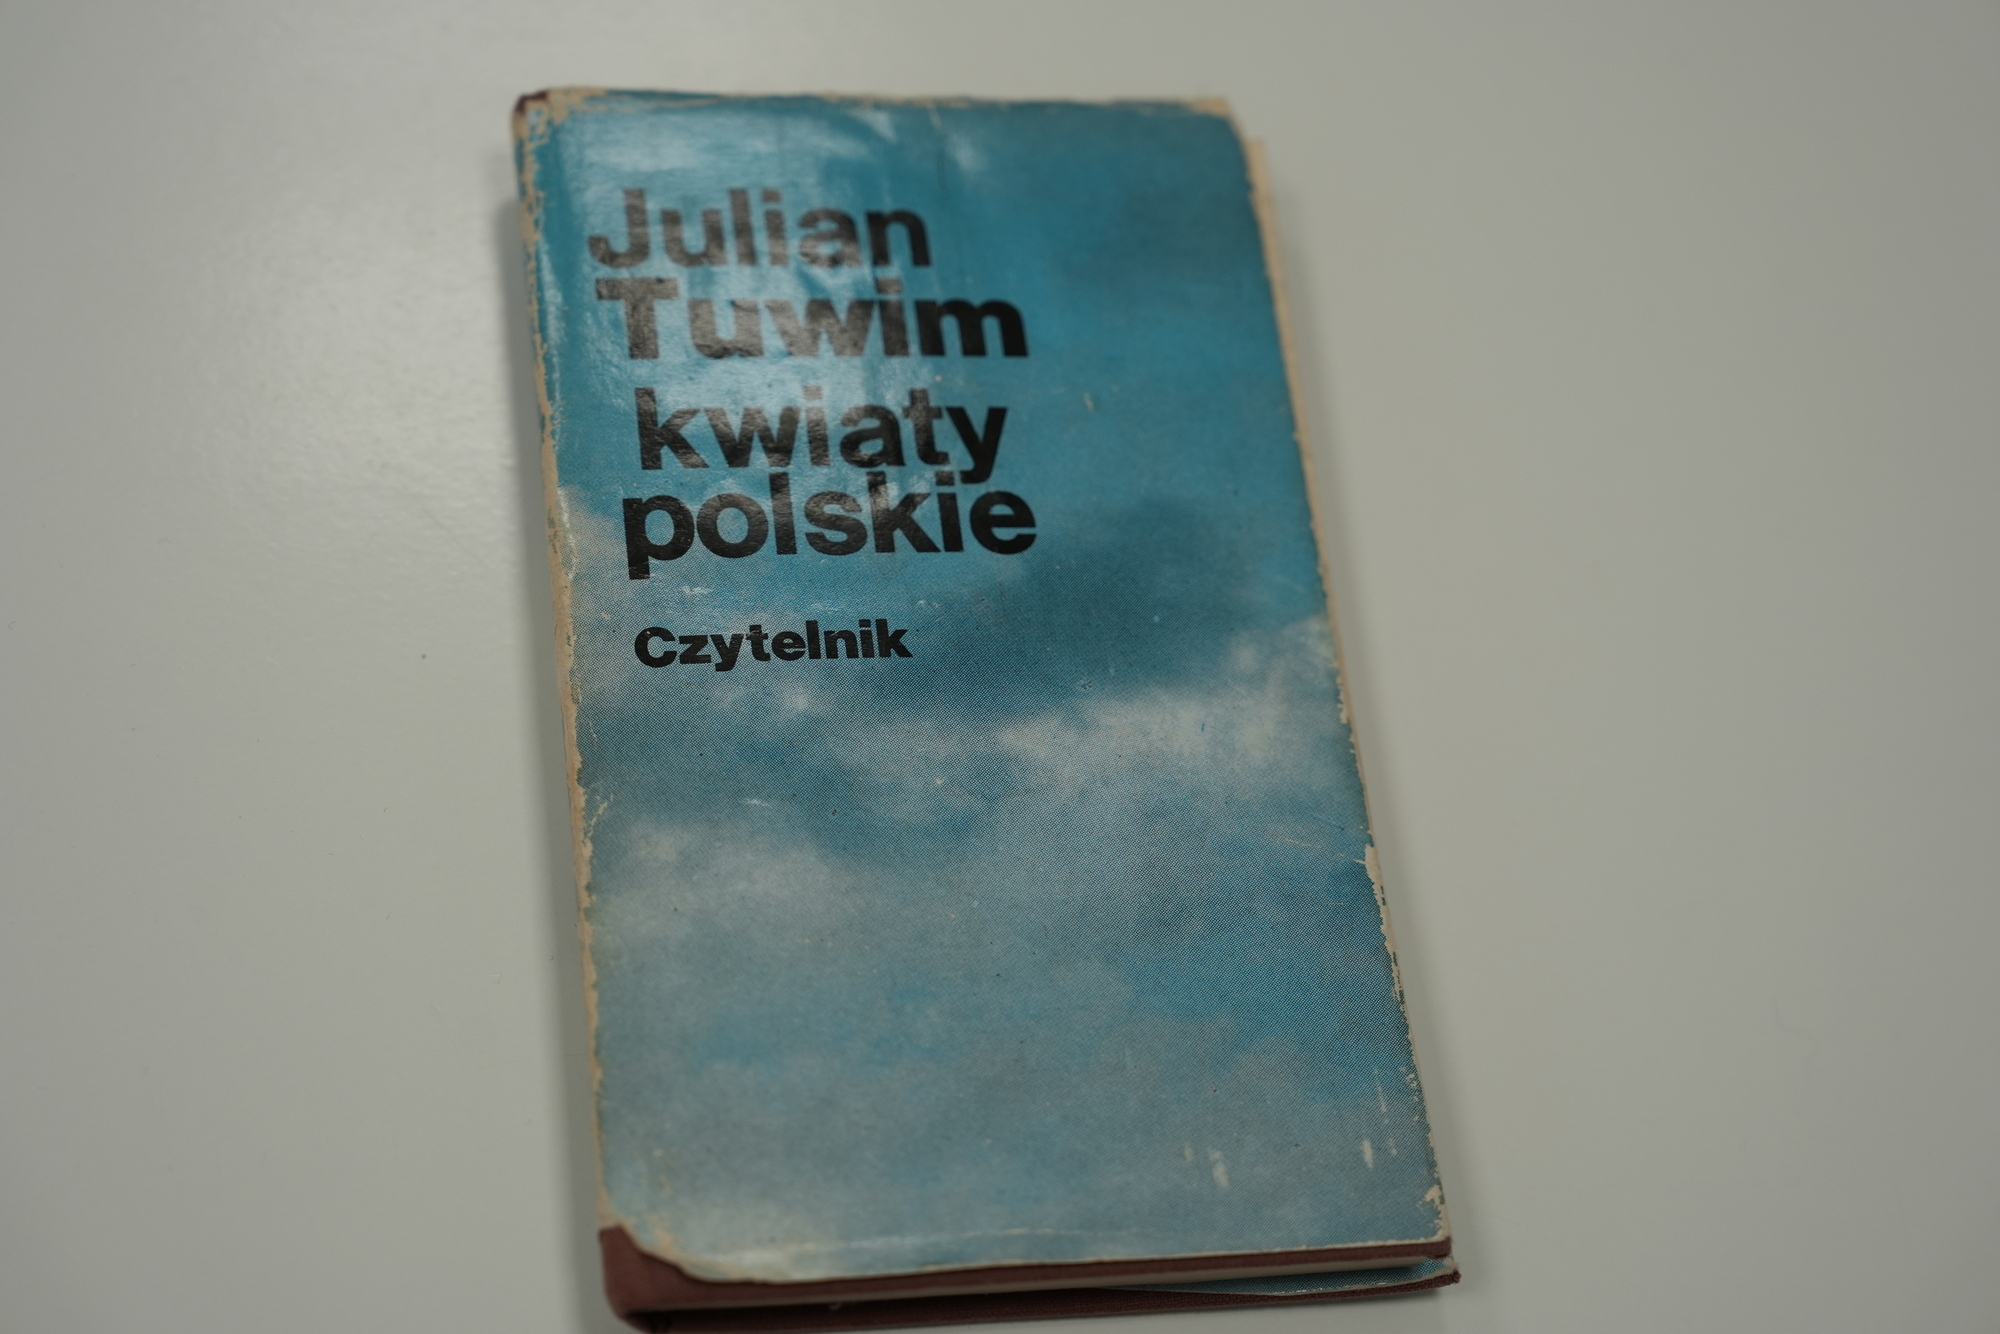 Julian
Tuwim
kwiaty
polskie
Czytelnik